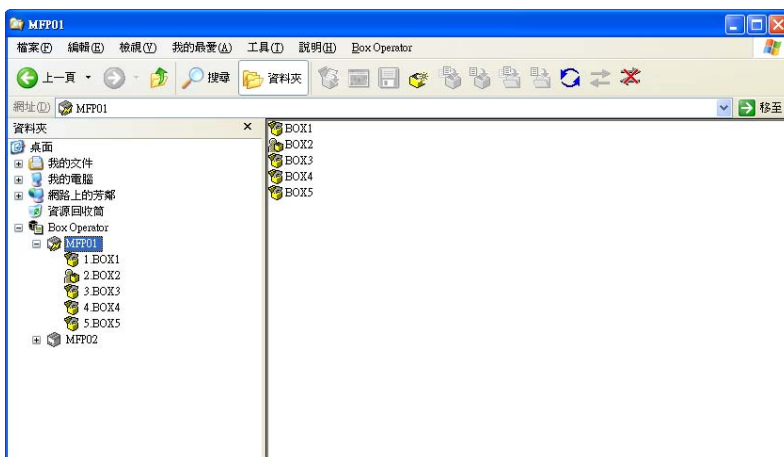 MFP01
檔案(F) 編輯(E) 檢視(V) 我的最愛(A) 工具(T) 說明(H) Box Operator
上一頁 搜尋 資料夾
網址(D) MFP01 移至
資料夾
桌面
我的文件
我的電腦
網路上的芳鄰
資源回收筒
Box Operator
MFP01
1.BOX1
2.BOX2
3.BOX3
4.BOX4
5.BOX5
MFP02
BOX1
BOX2
BOX3
BOX4
BOX5